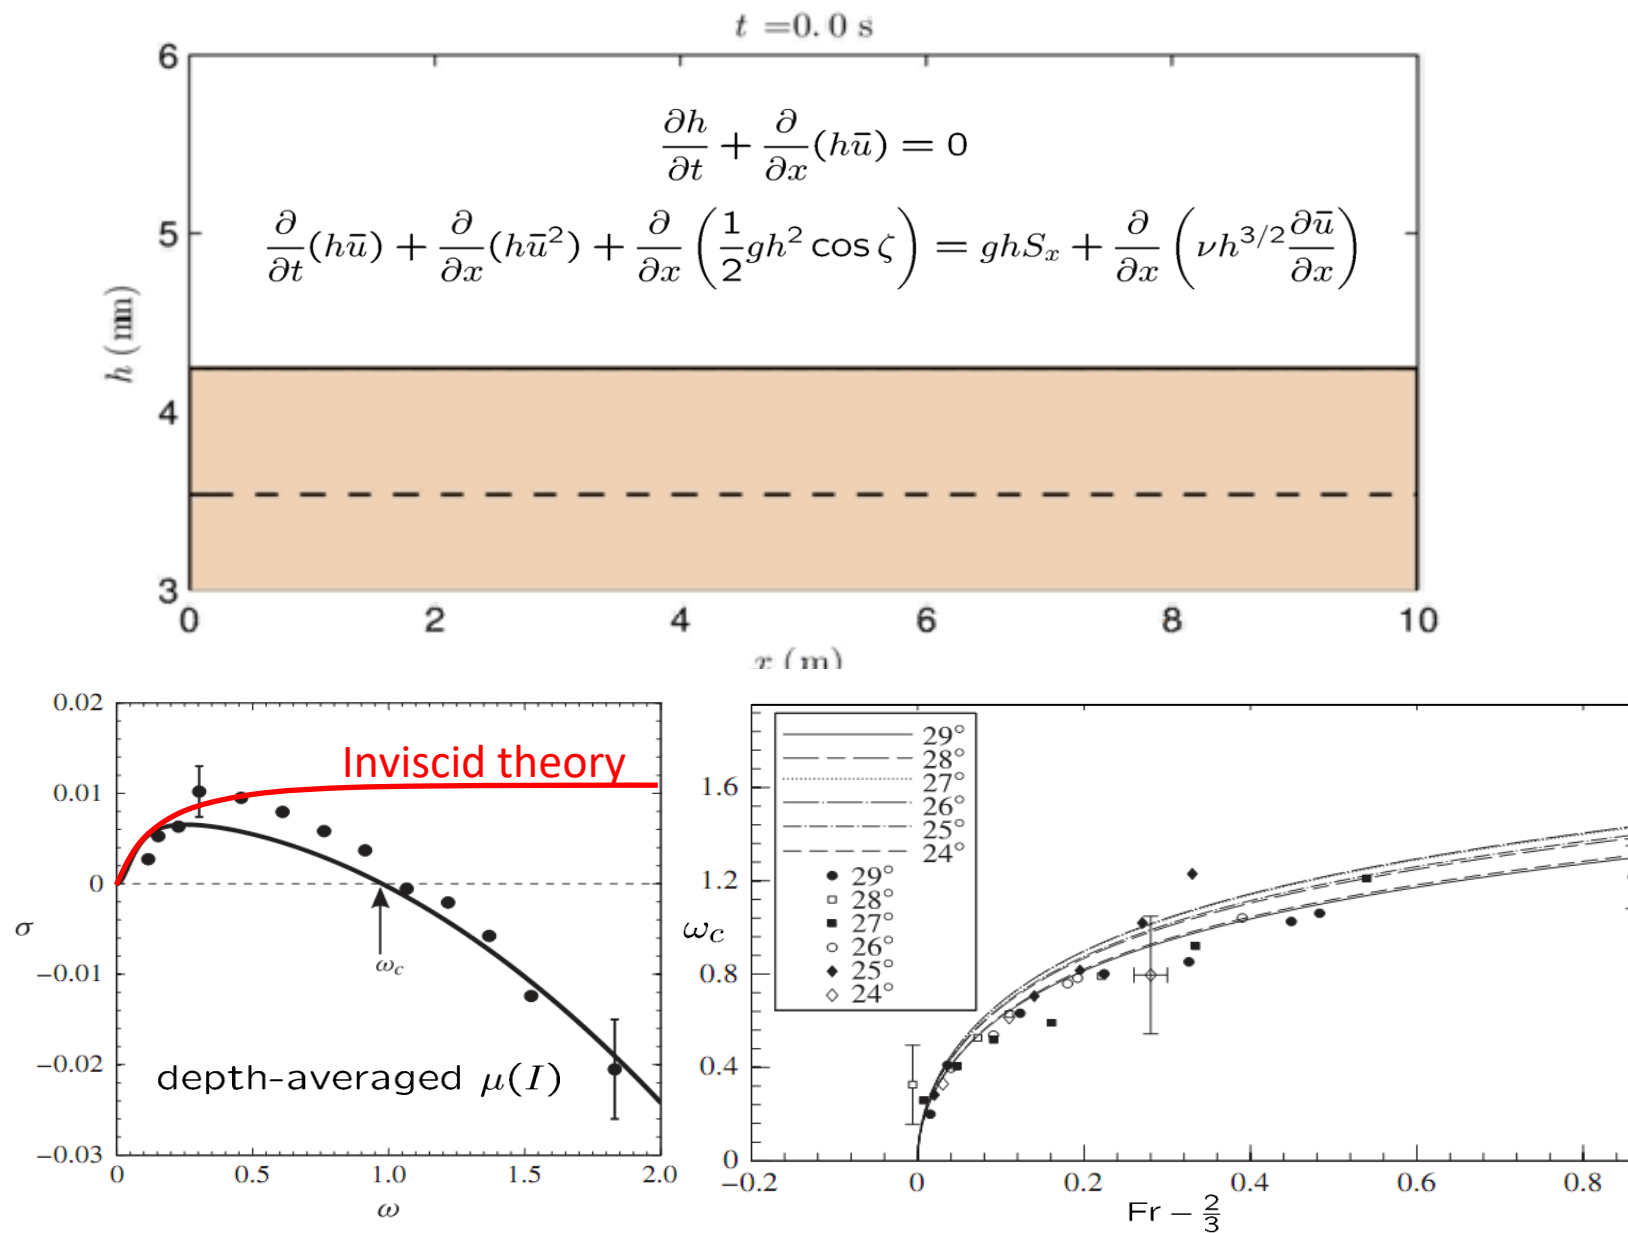 t = 0.0 s
6
5
4
3
h (mm)
∂h/∂t + ∂/∂x (hū) = 0
∂/∂t (hū) + ∂/∂x (hū²) + ∂/∂x (½gh² cos ζ) = ghSₓ + ∂/∂x (νh^{3/2} ∂ū/∂x)
0 2 4 6 8 10
x (m)
0.02
0.01
0
−0.01
−0.02
−0.03
σ
Inviscid theory
ω_c
depth-averaged μ(I)
0 0.5 1.0 1.5 2.0
ω
29°
28°
27°
26°
25°
24°
29°
28°
27°
26°
25°
24°
1.6
1.2
0.8
0.4
0
ω_c
−0.2 0 0.2 0.4 0.6 0.8
Fr − 2/3